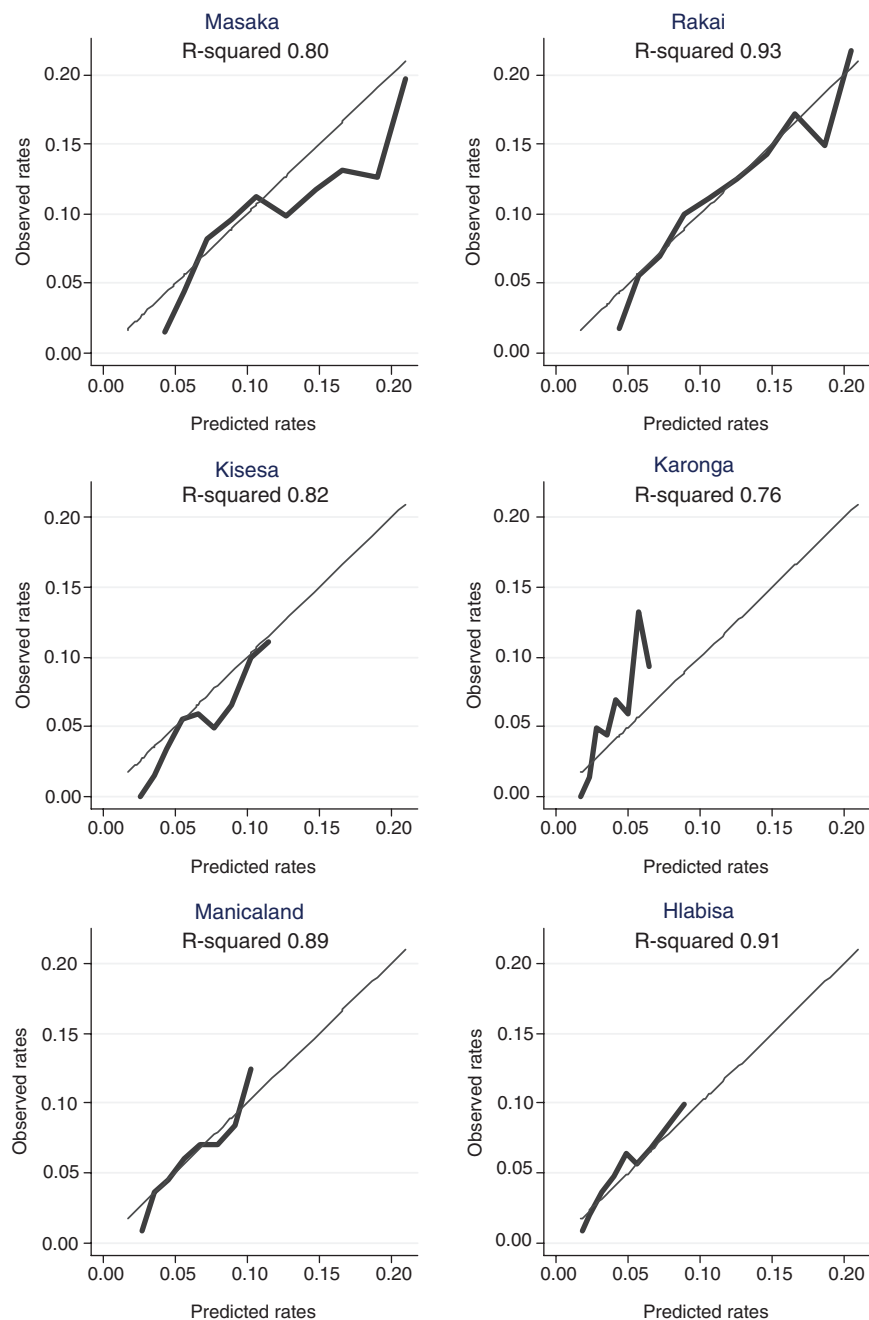 Masaka
R-squared 0.80
0.20
0.15
0.10
0.05
0.00
Observed rates
0.00 0.05 0.10 0.15 0.20
Predicted rates
Rakai
R-squared 0.93
0.20
0.15
0.10
0.05
0.00
Observed rates
0.00 0.05 0.10 0.15 0.20
Predicted rates
Kisesa
R-squared 0.82
0.20
0.15
0.10
0.05
0.00
Observed rates
0.00 0.05 0.10 0.15 0.20
Predicted rates
Karonga
R-squared 0.76
0.20
0.15
0.10
0.05
0.00
Observed rates
0.00 0.05 0.10 0.15 0.20
Predicted rates
Manicaland
R-squared 0.89
0.20
0.15
0.10
0.05
0.00
Observed rates
0.00 0.05 0.10 0.15 0.20
Predicted rates
Hlabisa
R-squared 0.91
0.20
0.15
0.10
0.05
0.00
Observed rates
0.00 0.05 0.10 0.15 0.20
Predicted rates